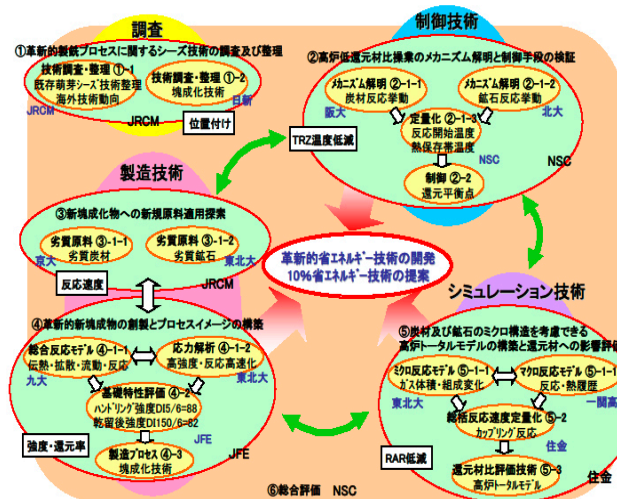 調査
①革新的製銑プロセスに関するシーズ技術の調査及び整理
技術調査・整理 ①-1
既存萌芽シーズ技術整理
海外技術動向
JRCM
技術調査・整理 ①-2
塊成化技術
日新
JRCM
位置付け
制御技術
②高炉低還元材比操業のメカニズム解明と制御手段の検証
メカニズム解明 ②-1-1
炭材反応挙動
阪大
メカニズム解明 ②-1-2
鉱石反応挙動
北大
定量化 ②-1-3
反応開始温度
熱保存帯温度
NSC
制御 ②-2
還元平衡点
NSC
TRZ温度低減
製造技術
③新塊成化物への新規原料適用探索
劣質原料 ③-1-1
劣質炭材
京大
劣質原料 ③-1-2
劣質鉱石
東北大
JRCM
反応速度
革新的省エネルギー技術の開発
10%省エネルギー技術の提案
④革新的新塊成物の創製とプロセスイメージの構築
総合反応モデル ④-1-1
伝熱・拡散・流動・反応
九大
応力解析 ④-1-2
高強度・反応高速化
東北大
基礎特性評価 ④-2
ハンドリング強度DI5/6=88
乾留後強度DI150/6=82
JFE
製造プロセス ④-3
塊成化技術
JFE
強度・還元率
シミュレーション技術
⑤炭材及び鉱石のミクロ構造を考慮できる
高炉トータルモデルの構築と還元材への影響評価
ミクロ反応モデル ⑤-1-1
ガス体積・組成変化
東北大
マクロ反応モデル ⑤-1-1
反応・熱履歴
一関高
総括反応速度定量化 ⑤-2
カップリング反応
住金
還元材比評価技術 ⑤-3
高炉トータルモデル
住金
RAR低減
⑥総合評価 NSC